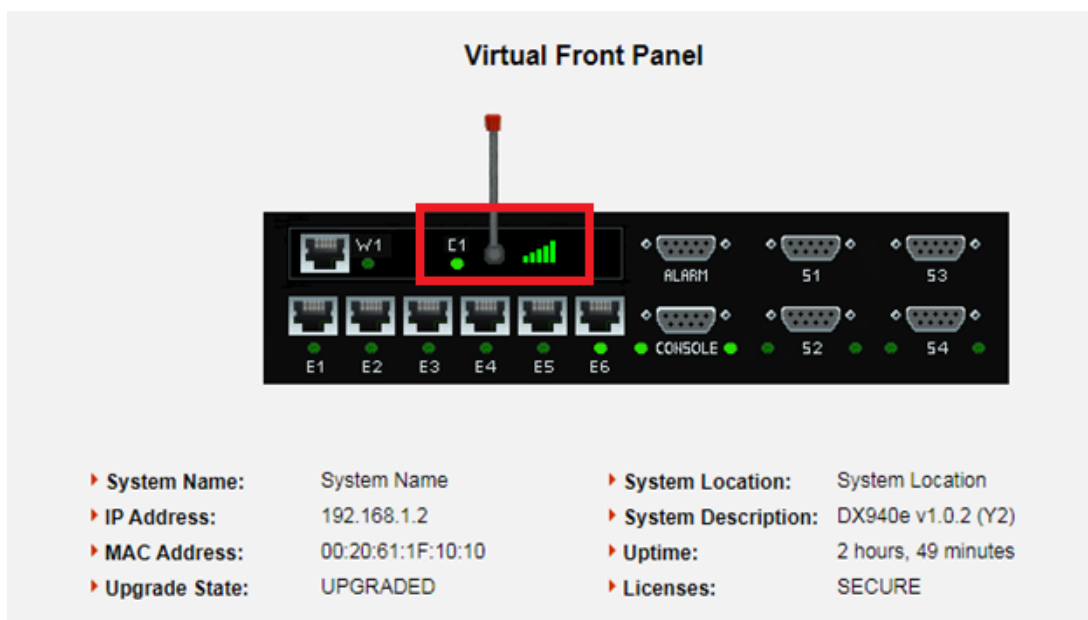 Virtual Front Panel
W1 C1
ALARM S1 S3
CONSOLE S2 S4
E1 E2 E3 E4 E5 E6
System Name: System Name System Location: System Location
IP Address: 192.168.1.2 System Description: DX940e v1.0.2 (Y2)
MAC Address: 00:20:61:1F:10:10 Uptime: 2 hours, 49 minutes
Upgrade State: UPGRADED Licenses: SECURE